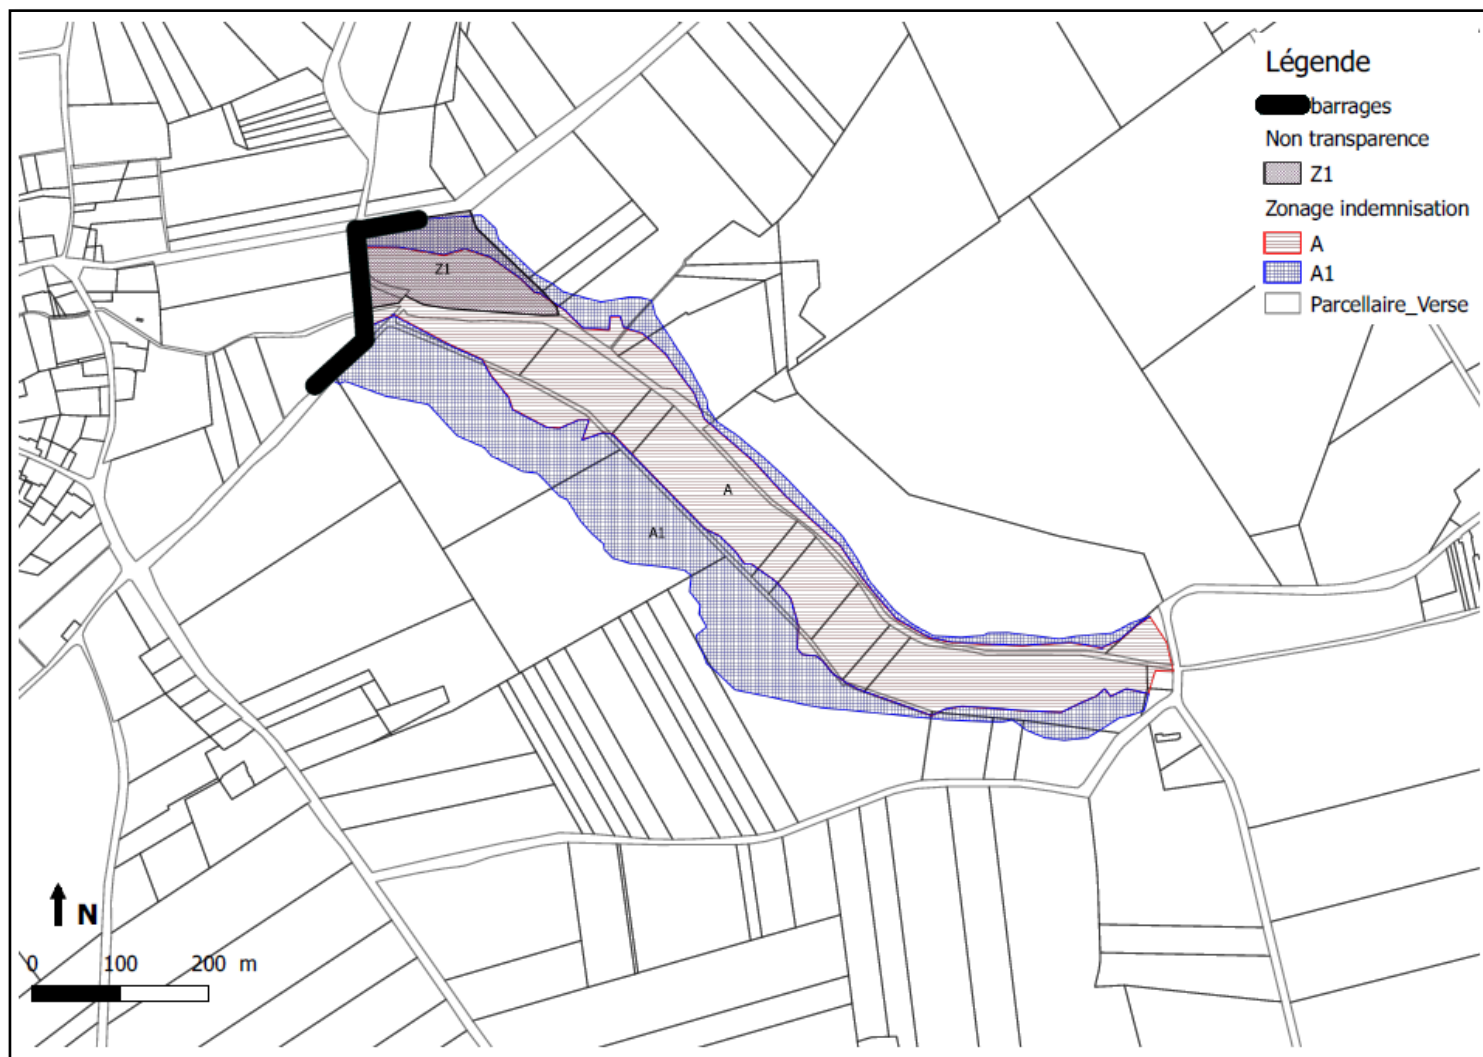 Légende
barrages
Non transparence
Z1
Zonage indemnisation
A
A1
Parcellaire_Verse
Z1
A
A1
N
0 100 200 m